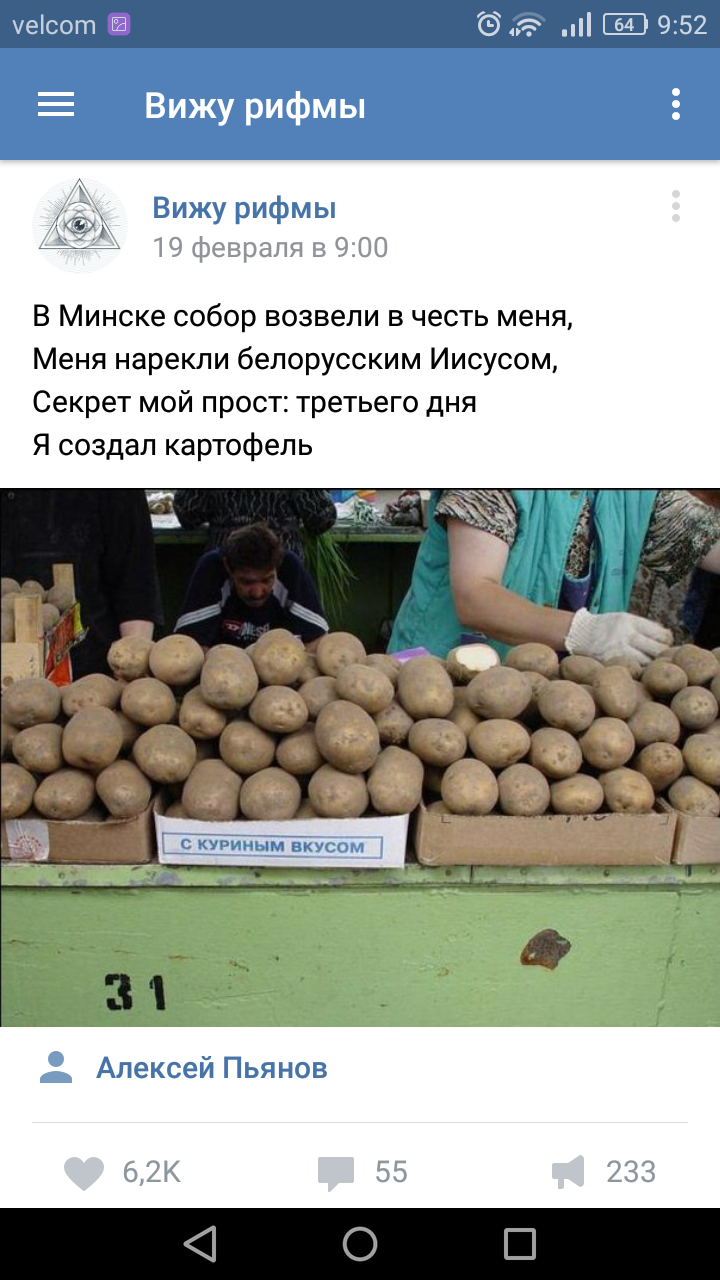 velcom
64
9:52
Вижу рифмы
Вижу рифмы
19 февраля в 9:00
В Минске собор возвели в честь меня,
Меня нарекли белорусским Иисусом,
Секрет мой прост: третьего дня
Я создал картофель
С КУРИНЫМ ВКУСОМ
31
Алексей Пьянов
6,2K
55
233